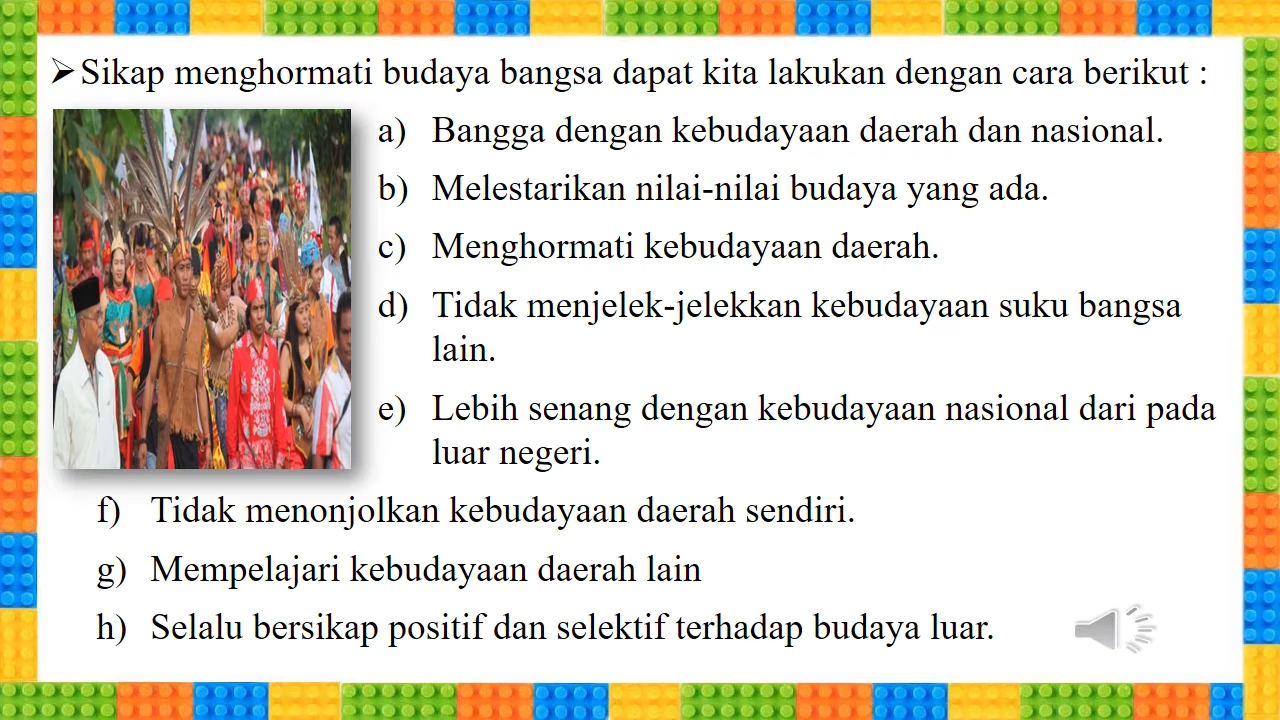 ➢Sikap menghormati budaya bangsa dapat kita lakukan dengan cara berikut :
a) Bangga dengan kebudayaan daerah dan nasional.
b) Melestarikan nilai-nilai budaya yang ada.
c) Menghormati kebudayaan daerah.
d) Tidak menjelek-jelekkan kebudayaan suku bangsa
lain.
e) Lebih senang dengan kebudayaan nasional dari pada
luar negeri.
f) Tidak menonjolkan kebudayaan daerah sendiri.
g) Mempelajari kebudayaan daerah lain
h) Selalu bersikap positif dan selektif terhadap budaya luar.